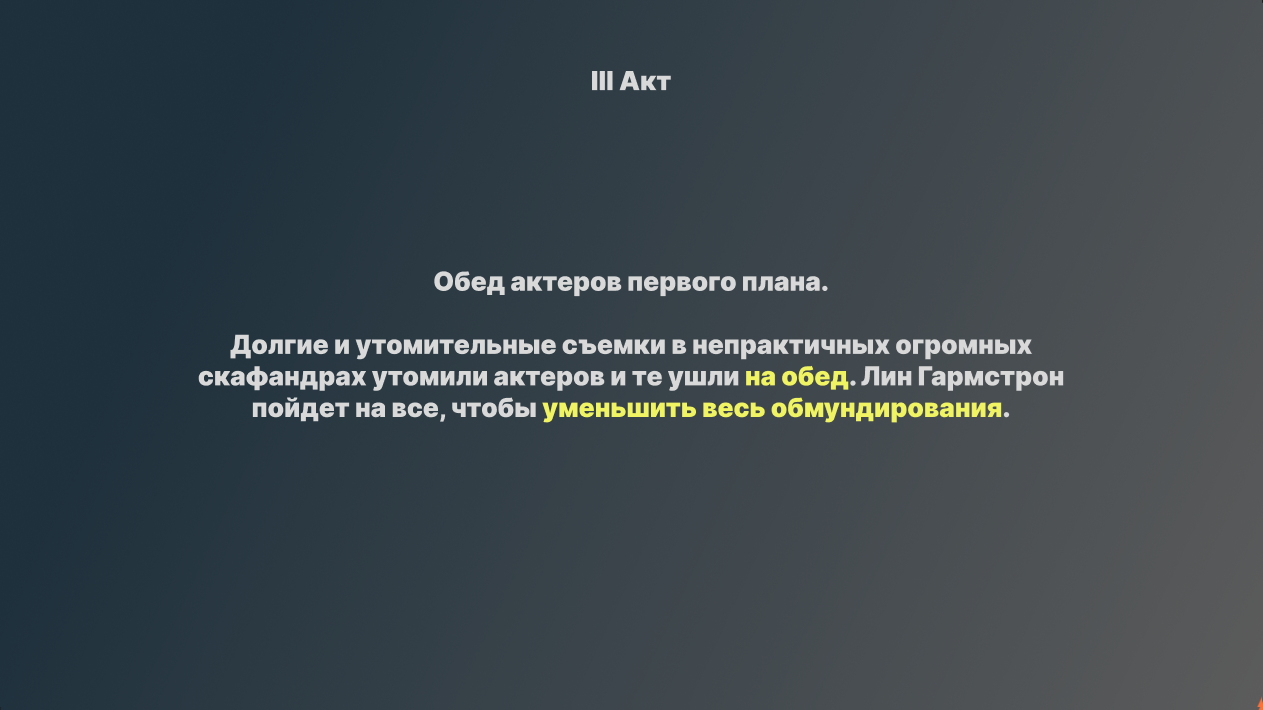 III Акт
Обед актеров первого плана.
Долгие и утомительные съемки в непрактичных огромных
скафандрах утомили актеров и те ушли на обед. Лин Гармстрон
пойдет на все, чтобы уменьшить весь обмундирования.